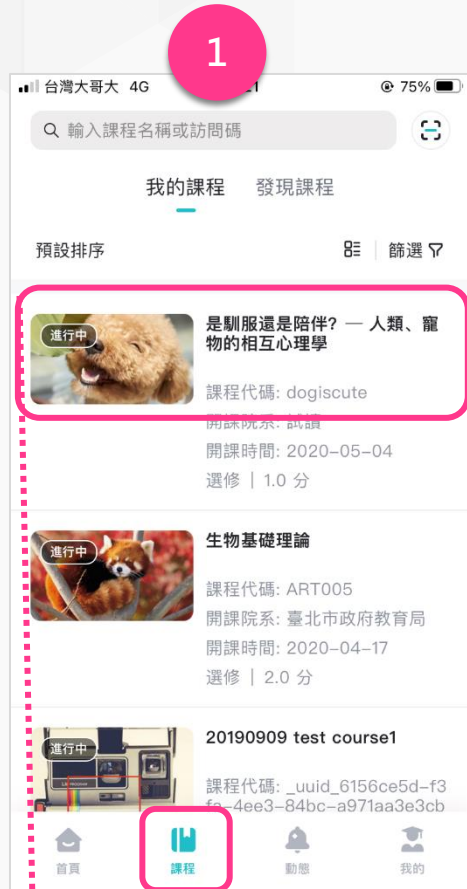 1
台灣大哥大 4G
75%
輸入課程名稱或訪問碼
我的課程 發現課程
預設排序 篩選
進行中
是馴服還是陪伴? — 人類、寵
物的相互心理學
課程代碼: dogiscute
開課院系: 試讀
開課時間: 2020-05-04
選修 | 1.0 分
進行中
生物基礎理論
課程代碼: ART005
開課院系: 臺北市政府教育局
開課時間: 2020-04-17
選修 | 2.0 分
進行中
20190909 test course1
課程代碼: _uuid_6156ce5d-f3
fa-4ee3-84bc-a971aa3e3cb
首頁 課程 動態 我的